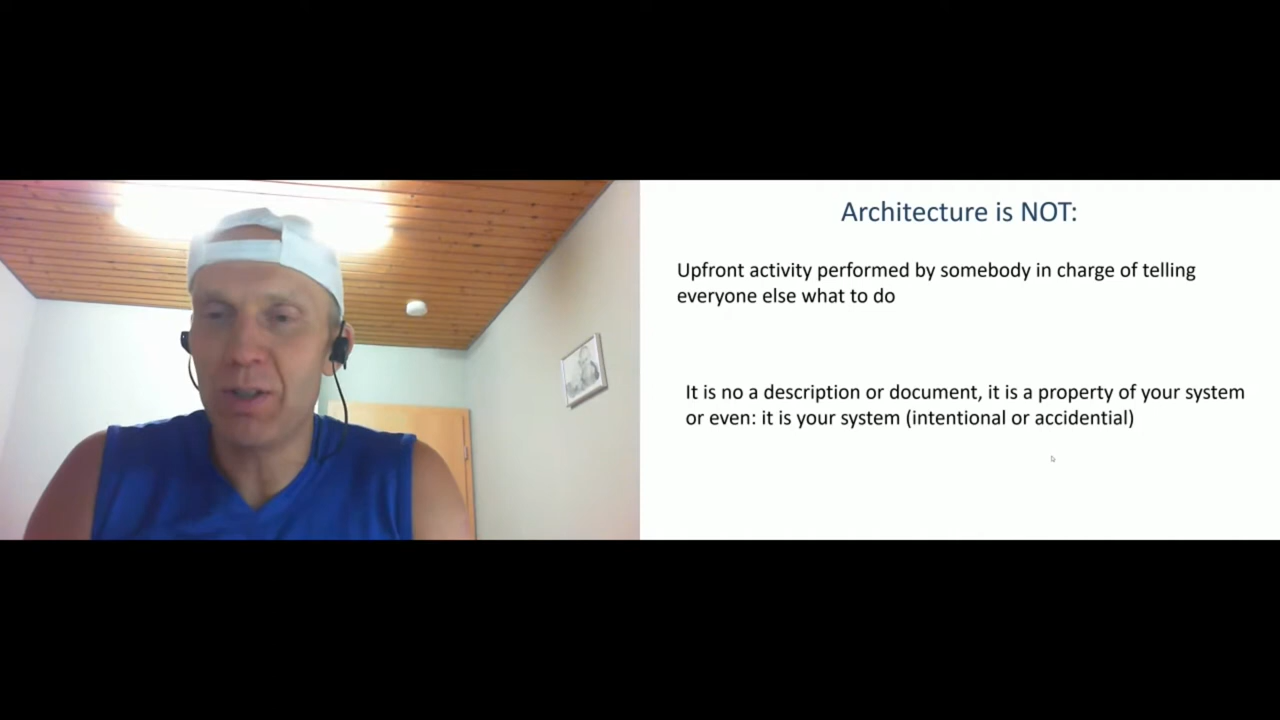 Architecture is NOT:
Upfront activity performed by somebody in charge of telling
everyone else what to do
It is no a description or document, it is a property of your system
or even: it is your system (intentional or accidential)